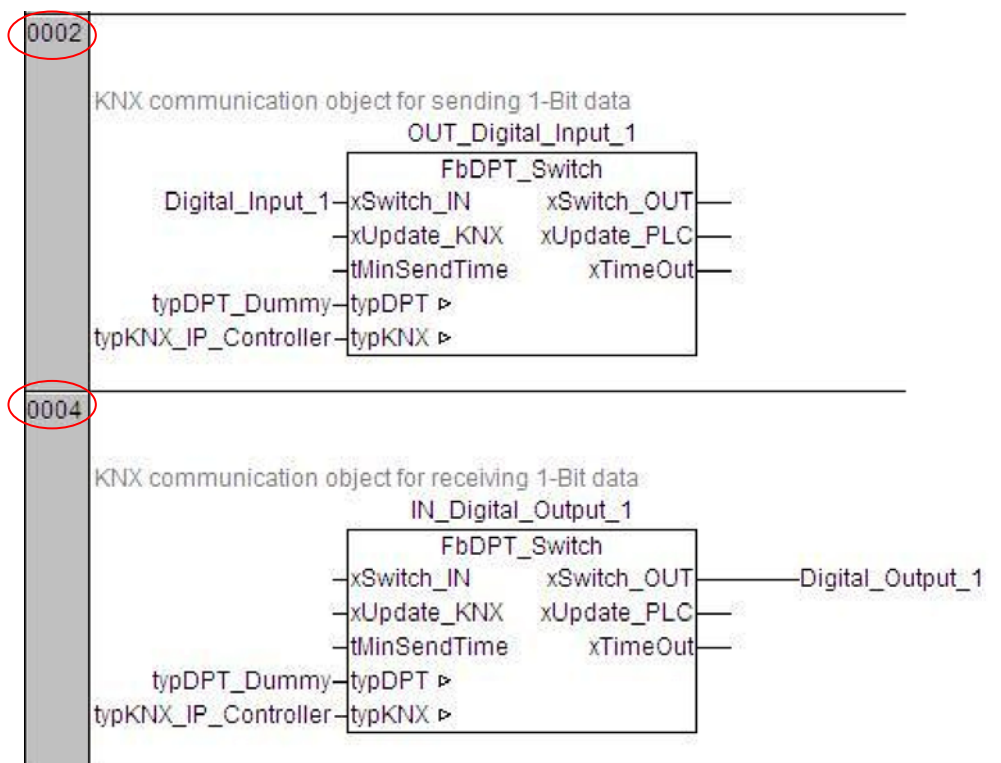 0002
KNX communication object for sending 1-Bit data
OUT_Digital_Input_1
FbDPT_Switch
Digital_Input_1 xSwitch_IN xSwitch_OUT
xUpdate_KNX xUpdate_PLC
tMinSendTime xTimeOut
typDPT_Dummy typDPT
typKNX_IP_Controller typKNX
0004
KNX communication object for receiving 1-Bit data
IN_Digital_Output_1
FbDPT_Switch
xSwitch_IN xSwitch_OUT Digital_Output_1
xUpdate_KNX xUpdate_PLC
tMinSendTime xTimeOut
typDPT_Dummy typDPT
typKNX_IP_Controller typKNX